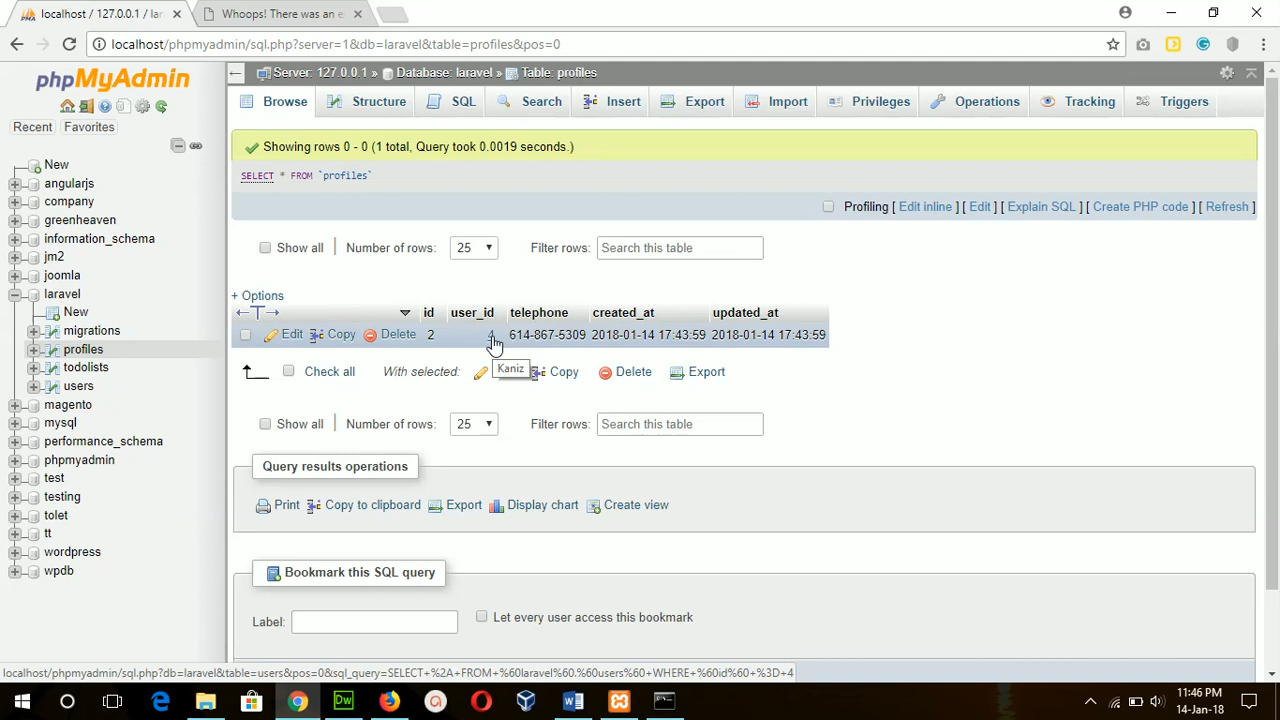 localhost / 127.0.0.1 / lar
Whoops! There was an e
localhost/phpmyadmin/sql.php?server=1&db=laravel&table=profiles&pos=0
phpMyAdmin
Recent
Favorites
New
angularjs
company
greenheaven
information_schema
jm2
joomla
laravel
New
migrations
profiles
todolists
users
magento
mysql
performance_schema
phpmyadmin
test
testing
tolet
tt
wordpress
wpdb
Server: 127.0.0.1 » Database: laravel » Table: profiles
Browse Structure SQL Search Insert Export Import Privileges Operations Tracking Triggers
Showing rows 0 - 0 (1 total, Query took 0.0019 seconds.)
SELECT * FROM `profiles`
Profiling [ Edit inline ] [ Edit ] [ Explain SQL ] [ Create PHP code ] [ Refresh ]
Show all Number of rows: 25 Filter rows: Search this table
+ Options
id user_id telephone created_at updated_at
Edit Copy Delete 2 4 614-867-5309 2018-01-14 17:43:59 2018-01-14 17:43:59
Kaniz
Check all With selected: Copy Delete Export
Show all Number of rows: 25 Filter rows: Search this table
Query results operations
Print Copy to clipboard Export Display chart Create view
Bookmark this SQL query
Label: Let every user access this bookmark
localhost/phpmyadmin/sql.php?db=laravel&table=users&pos=0&sql_query=SELECT+%2A+FROM+%60laravel%60.%60users%60+WHERE+%60id%60+%3D+4
Dw
11:46 PM
14-Jan-18